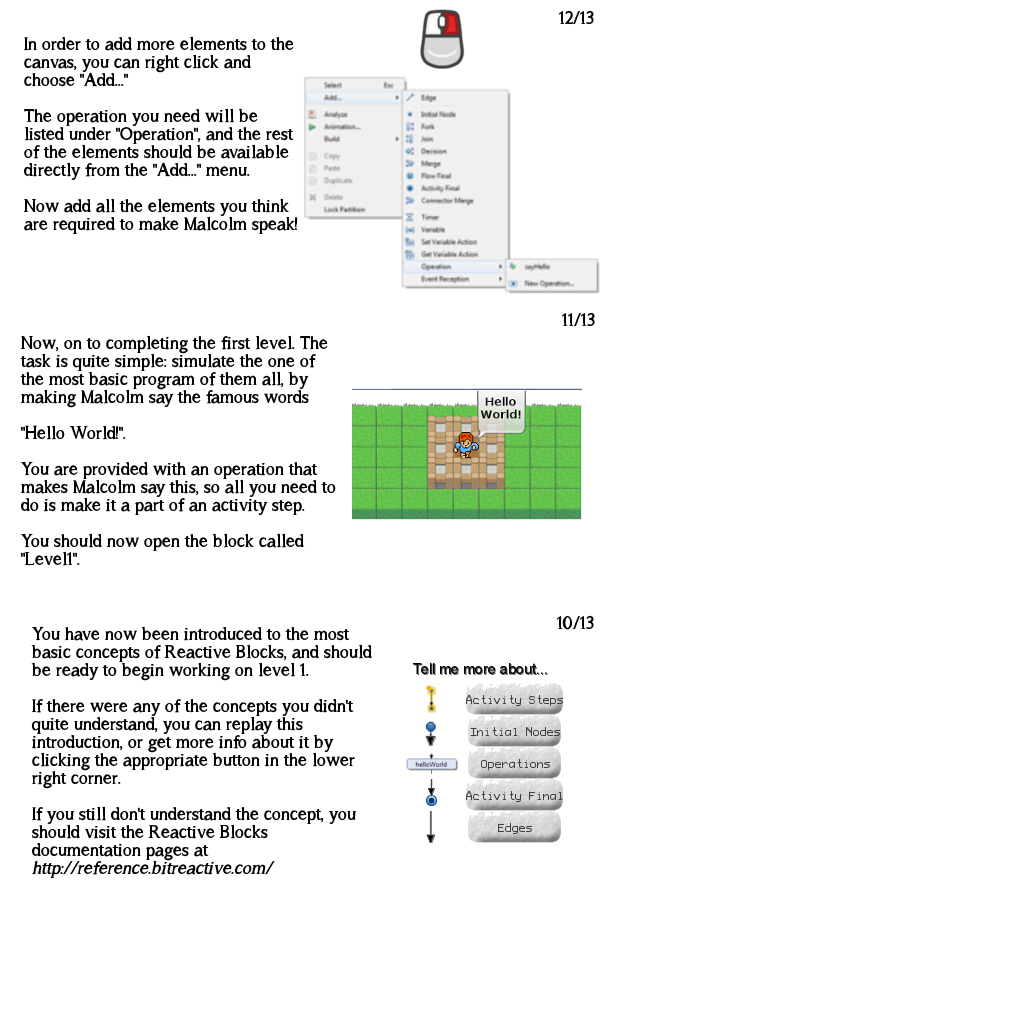 12/13
In order to add more elements to the
canvas, you can right click and
choose "Add..."
The operation you need will be
listed under "Operation", and the rest
of the elements should be available
directly from the "Add..." menu.
Now add all the elements you think
are required to make Malcolm speak!
Select Esc
Add...
Analyze
Animation...
Build
Copy
Paste
Duplicate
Delete
Lock Partition
Edge
Initial Node
Fork
Join
Decision
Merge
Flow Final
Activity Final
Connector Merge
Timer
Variable
Set Variable Action
Get Variable Action
Operation
Event Reception
sayHello
New Operation...
11/13
Now, on to completing the first level. The
task is quite simple: simulate the one of
the most basic program of them all, by
making Malcolm say the famous words
"Hello World!".
You are provided with an operation that
makes Malcolm say this, so all you need to
do is make it a part of an activity step.
You should now open the block called
"Level1".
Hello
World!
10/13
You have now been introduced to the most
basic concepts of Reactive Blocks, and should
be ready to begin working on level 1.
If there were any of the concepts you didn't
quite understand, you can replay this
introduction, or get more info about it by
clicking the appropriate button in the lower
right corner.
If you still don't understand the concept, you
should visit the Reactive Blocks
documentation pages at
http://reference.bitreactive.com/
Tell me more about...
Activity Steps
Initial Nodes
helloWorld
Operations
Activity Final
Edges